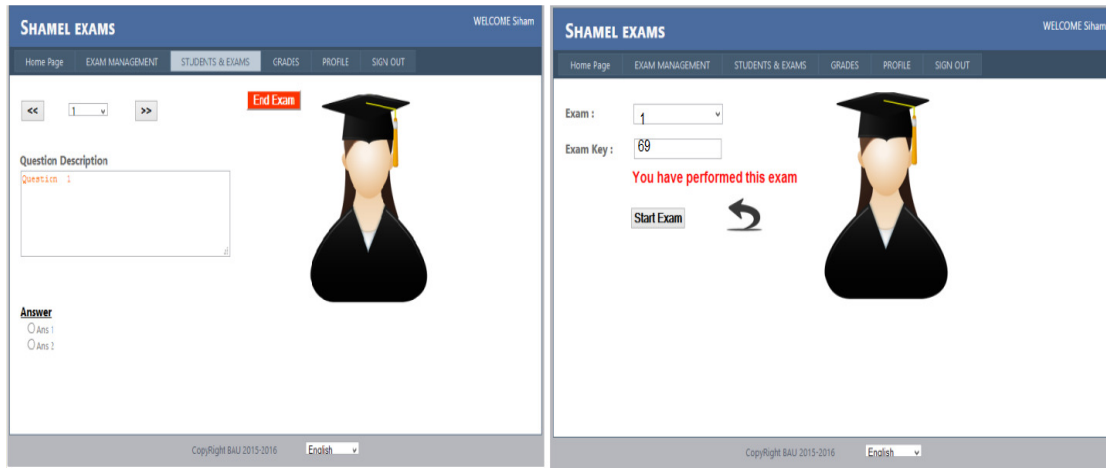 SHAMEL EXAMS
WELCOME Siham
Home Page EXAM MANAGEMENT STUDENTS & EXAMS GRADES PROFILE SIGN OUT
<< 1 >> End Exam
Question Description
Question 1
Answer
Ans 1
Ans 3
CopyRight BAU 2015-2016 English
SHAMEL EXAMS
WELCOME Siham
Home Page EXAM MANAGEMENT STUDENTS & EXAMS GRADES PROFILE SIGN OUT
Exam : 1
Exam Key : 69
You have performed this exam
Start Exam
CopyRight BAU 2015-2016 English